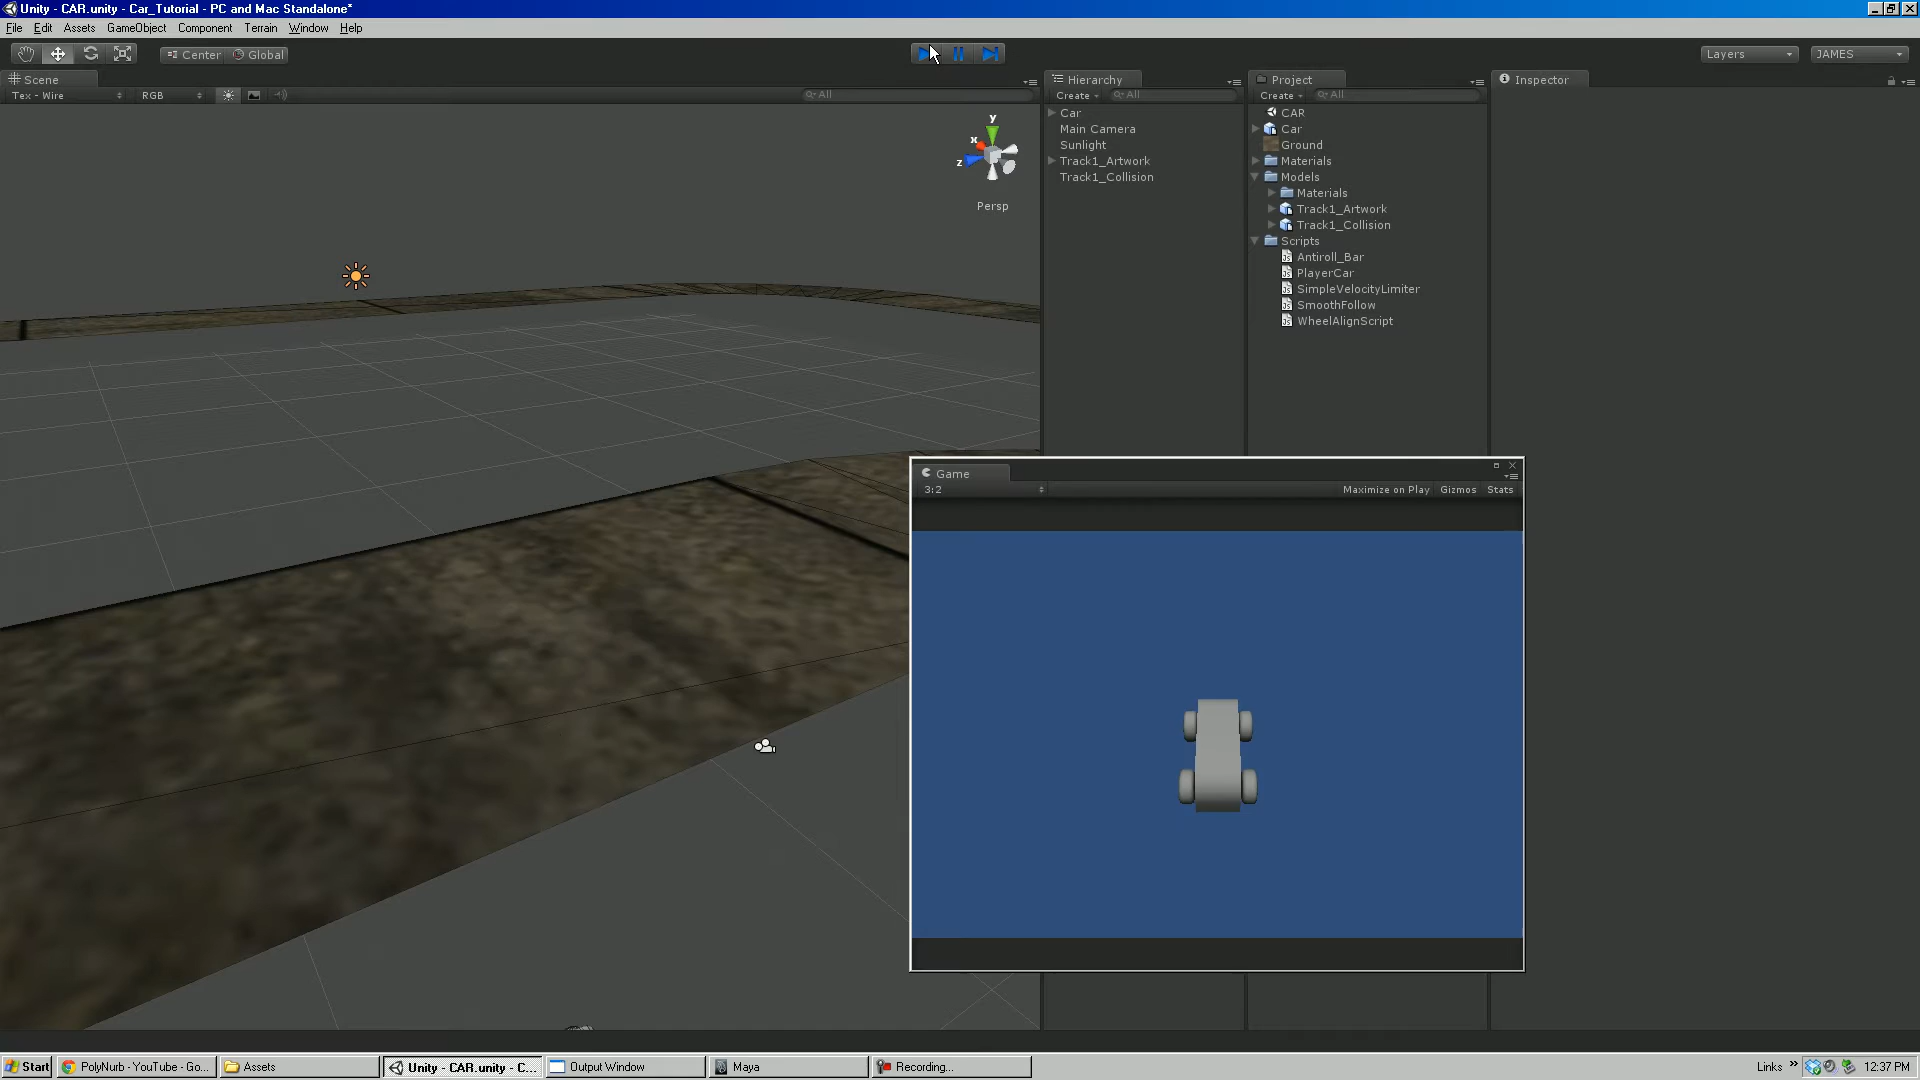 Unity - CAR.unity - Car_Tutorial - PC and Mac Standalone*
File Edit Assets GameObject Component Terrain Window Help
Center Global
Layers JAMES
Scene
Hierarchy
Project
Inspector
Tex - Wire RGB All
Create All
Create All
y
x
z
Persp
Car
Main Camera
Sunlight
Track1_Artwork
Track1_Collision
CAR
Car
Ground
Materials
Models
Materials
Track1_Artwork
Track1_Collision
Scripts
Antiroll_Bar
PlayerCar
SimpleVelocityLimiter
SmoothFollow
WheelAlignScript
Game
3:2 Maximize on Play Gizmos Stats
Start PolyNurb - YouTube - Go... Assets Unity - CAR.unity - C... Output Window Maya Recording... Links 12:37 PM